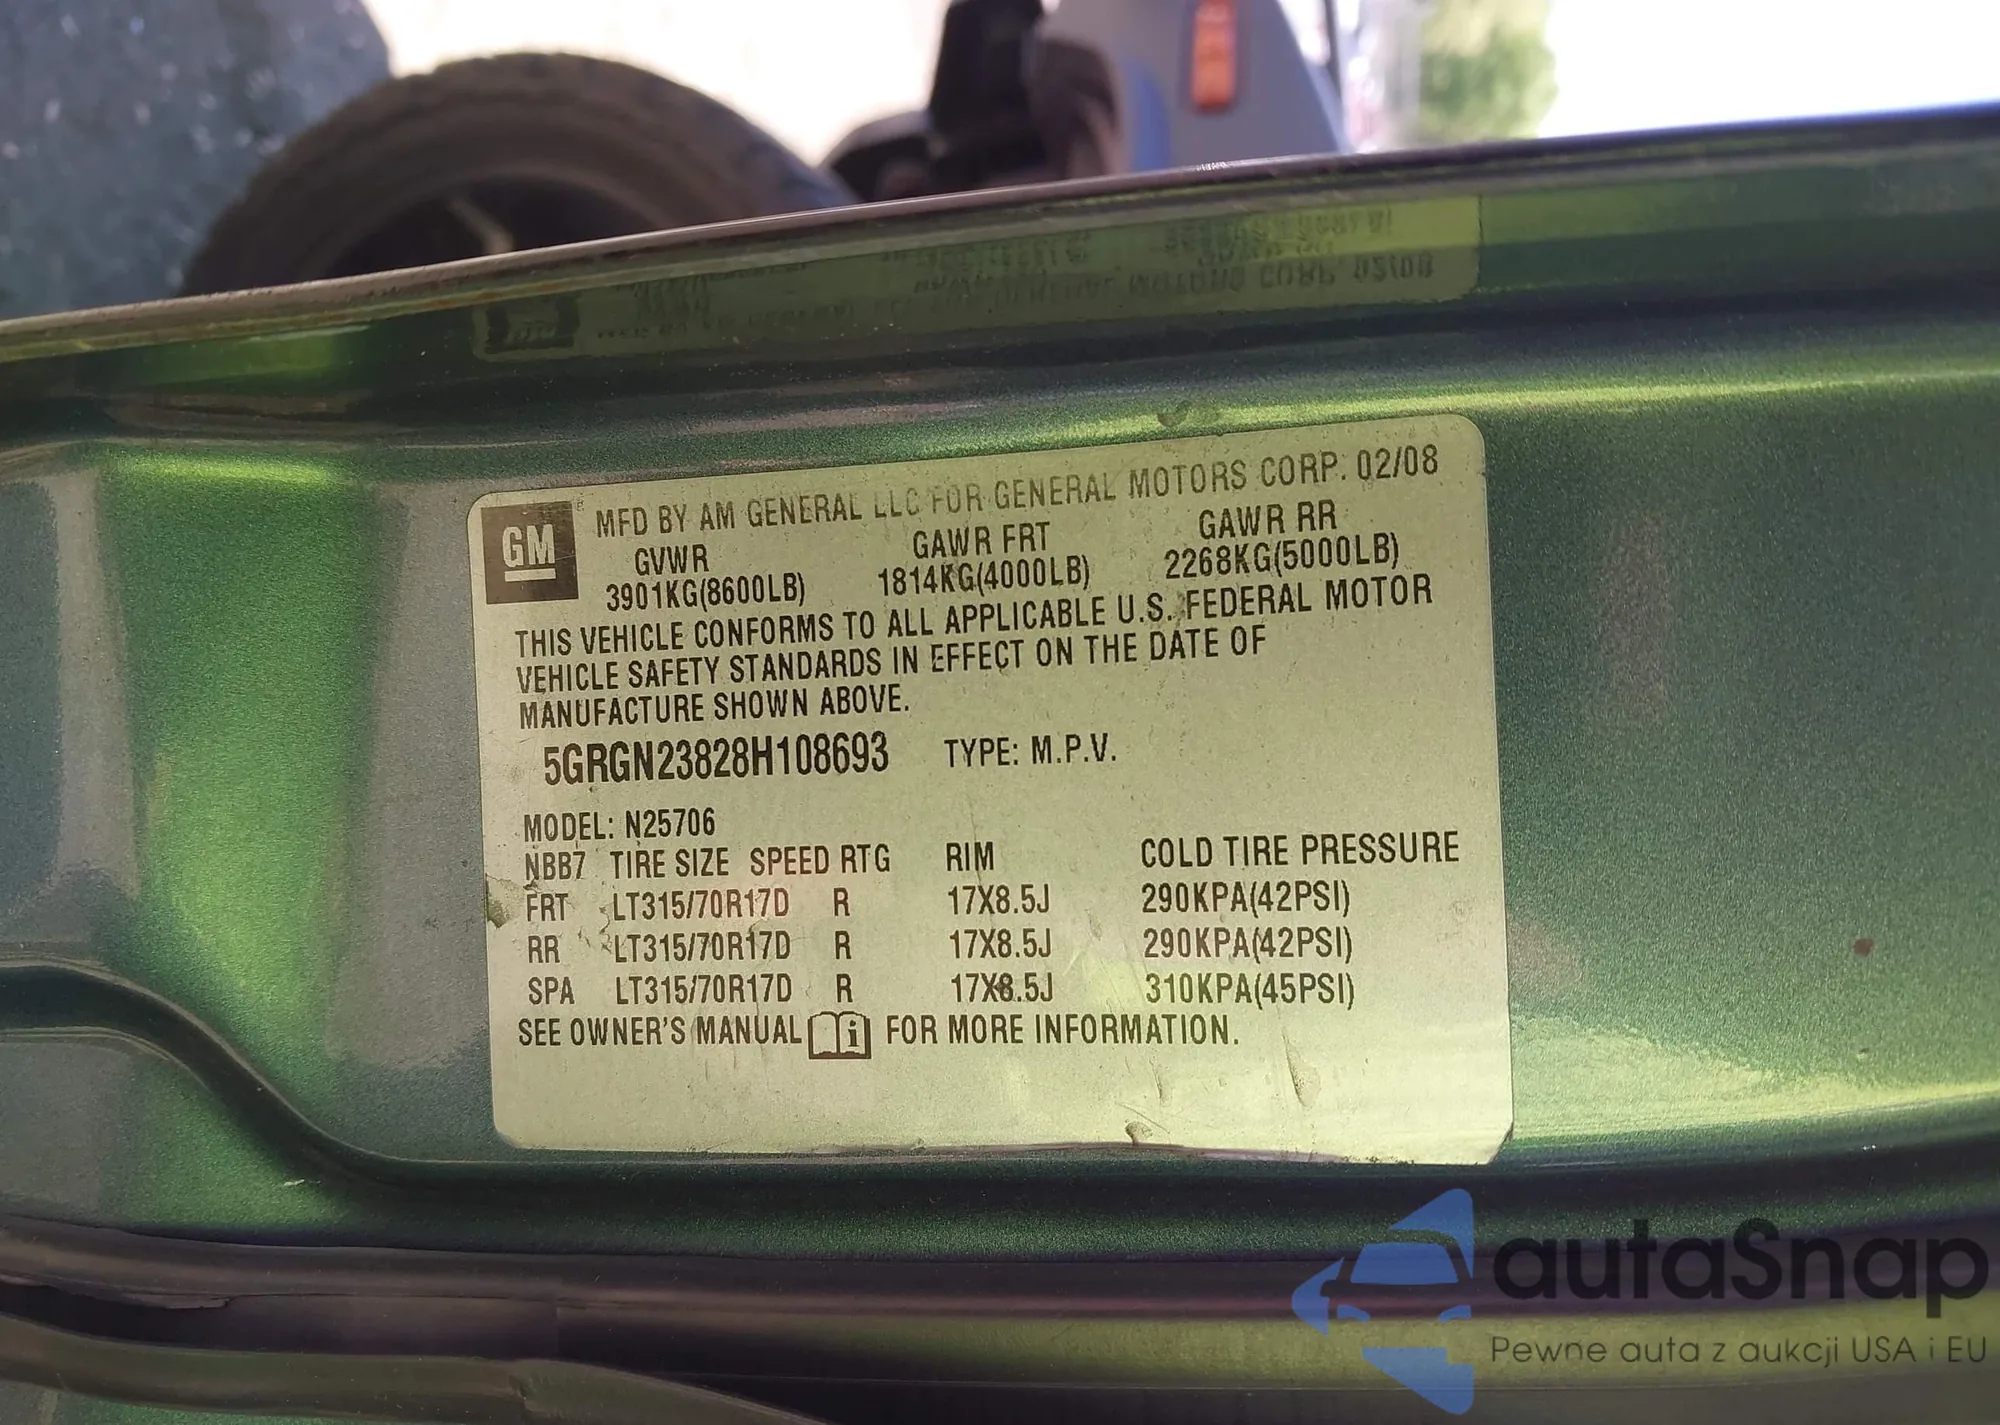 GM
MFD BY AM GENERAL LLC FOR GENERAL MOTORS CORP. 02/08
GVWR GAWR FRT GAWR RR
3901KG(8600LB) 1814KG(4000LB) 2268KG(5000LB)
THIS VEHICLE CONFORMS TO ALL APPLICABLE U.S. FEDERAL MOTOR
VEHICLE SAFETY STANDARDS IN EFFECT ON THE DATE OF
MANUFACTURE SHOWN ABOVE.
5GRGN23828H108693 TYPE: M.P.V.
MODEL: N25706
NBB7 TIRE SIZE SPEED RTG RIM COLD TIRE PRESSURE
FRT LT315/70R17D R 17X8.5J 290KPA(42PSI)
RR LT315/70R17D R 17X8.5J 290KPA(42PSI)
SPA LT315/70R17D R 17X8.5J 310KPA(45PSI)
SEE OWNER'S MANUAL i FOR MORE INFORMATION.
autaSnap
Pewne auta z aukcji USA i EU